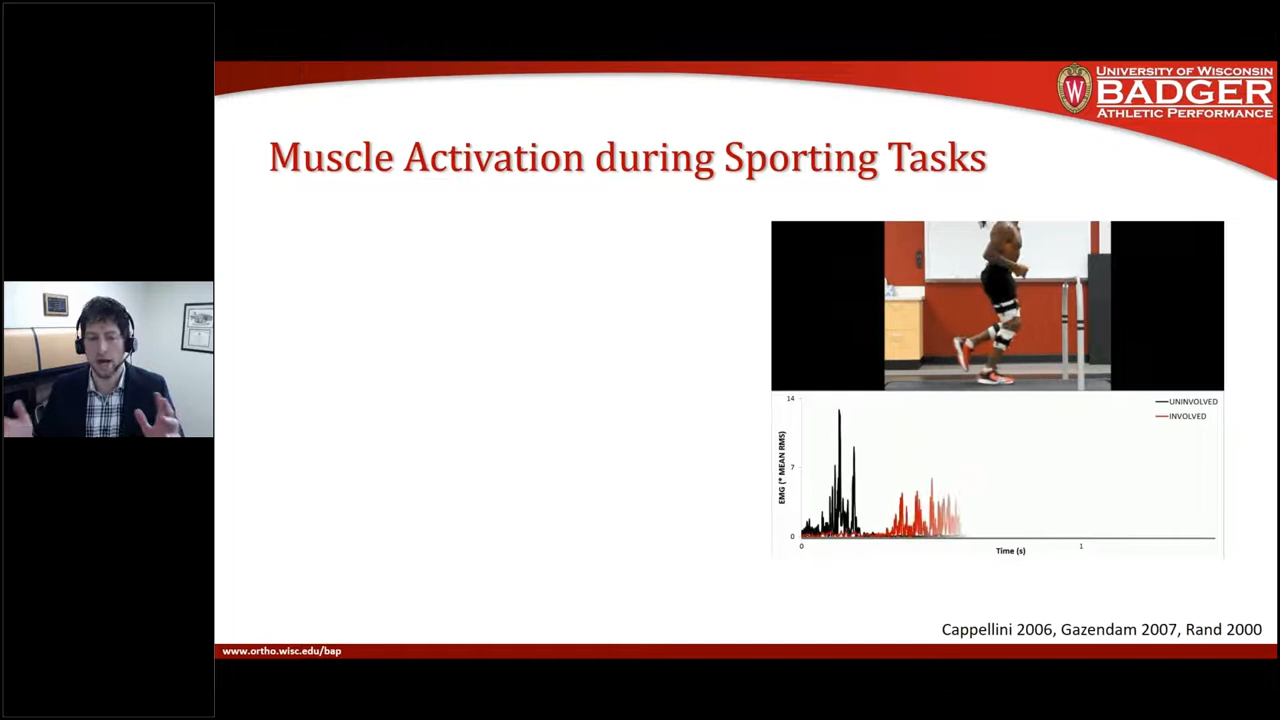 UNIVERSITY OF WISCONSIN
BADGER
ATHLETIC PERFORMANCE
Muscle Activation during Sporting Tasks
14
7
0
EMG (* MEAN RMS)
UNINVOLVED
INVOLVED
0
1
Time (s)
Cappellini 2006, Gazendam 2007, Rand 2000
www.ortho.wisc.edu/bap
W